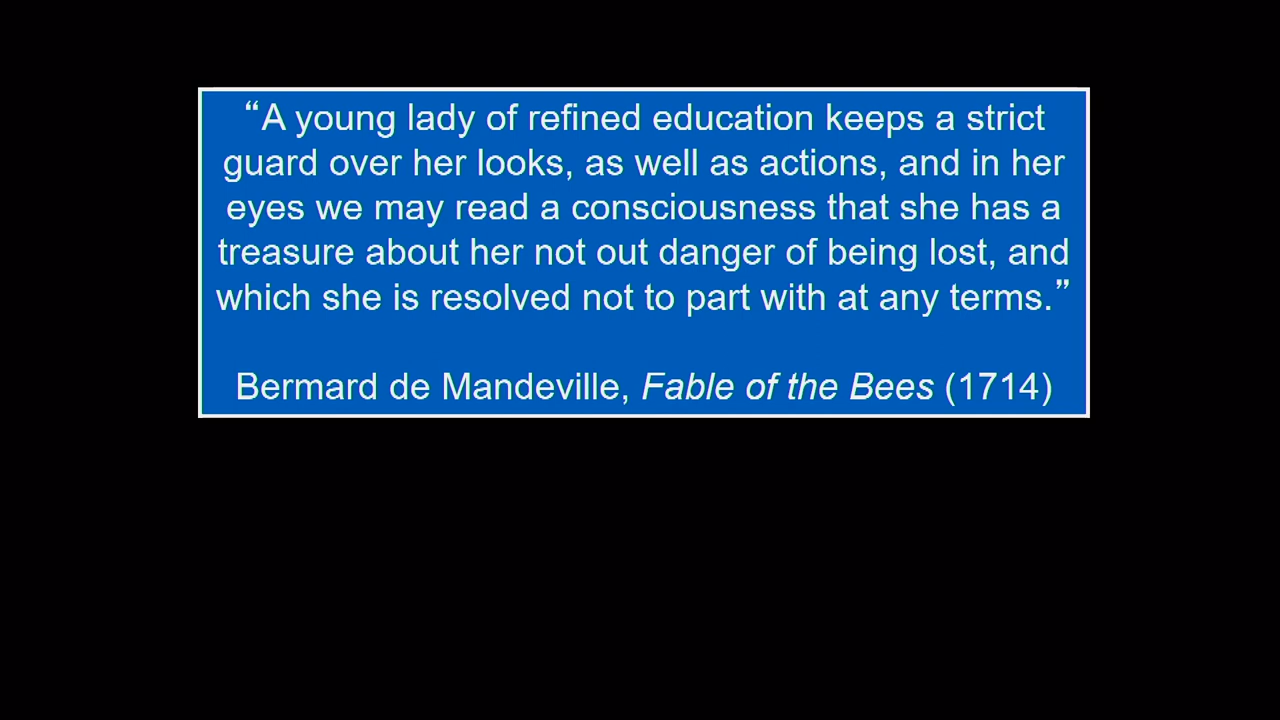 “A young lady of refined education keeps a strict
guard over her looks, as well as actions, and in her
eyes we may read a consciousness that she has a
treasure about her not out danger of being lost, and
which she is resolved not to part with at any terms.”
Bermard de Mandeville, Fable of the Bees (1714)